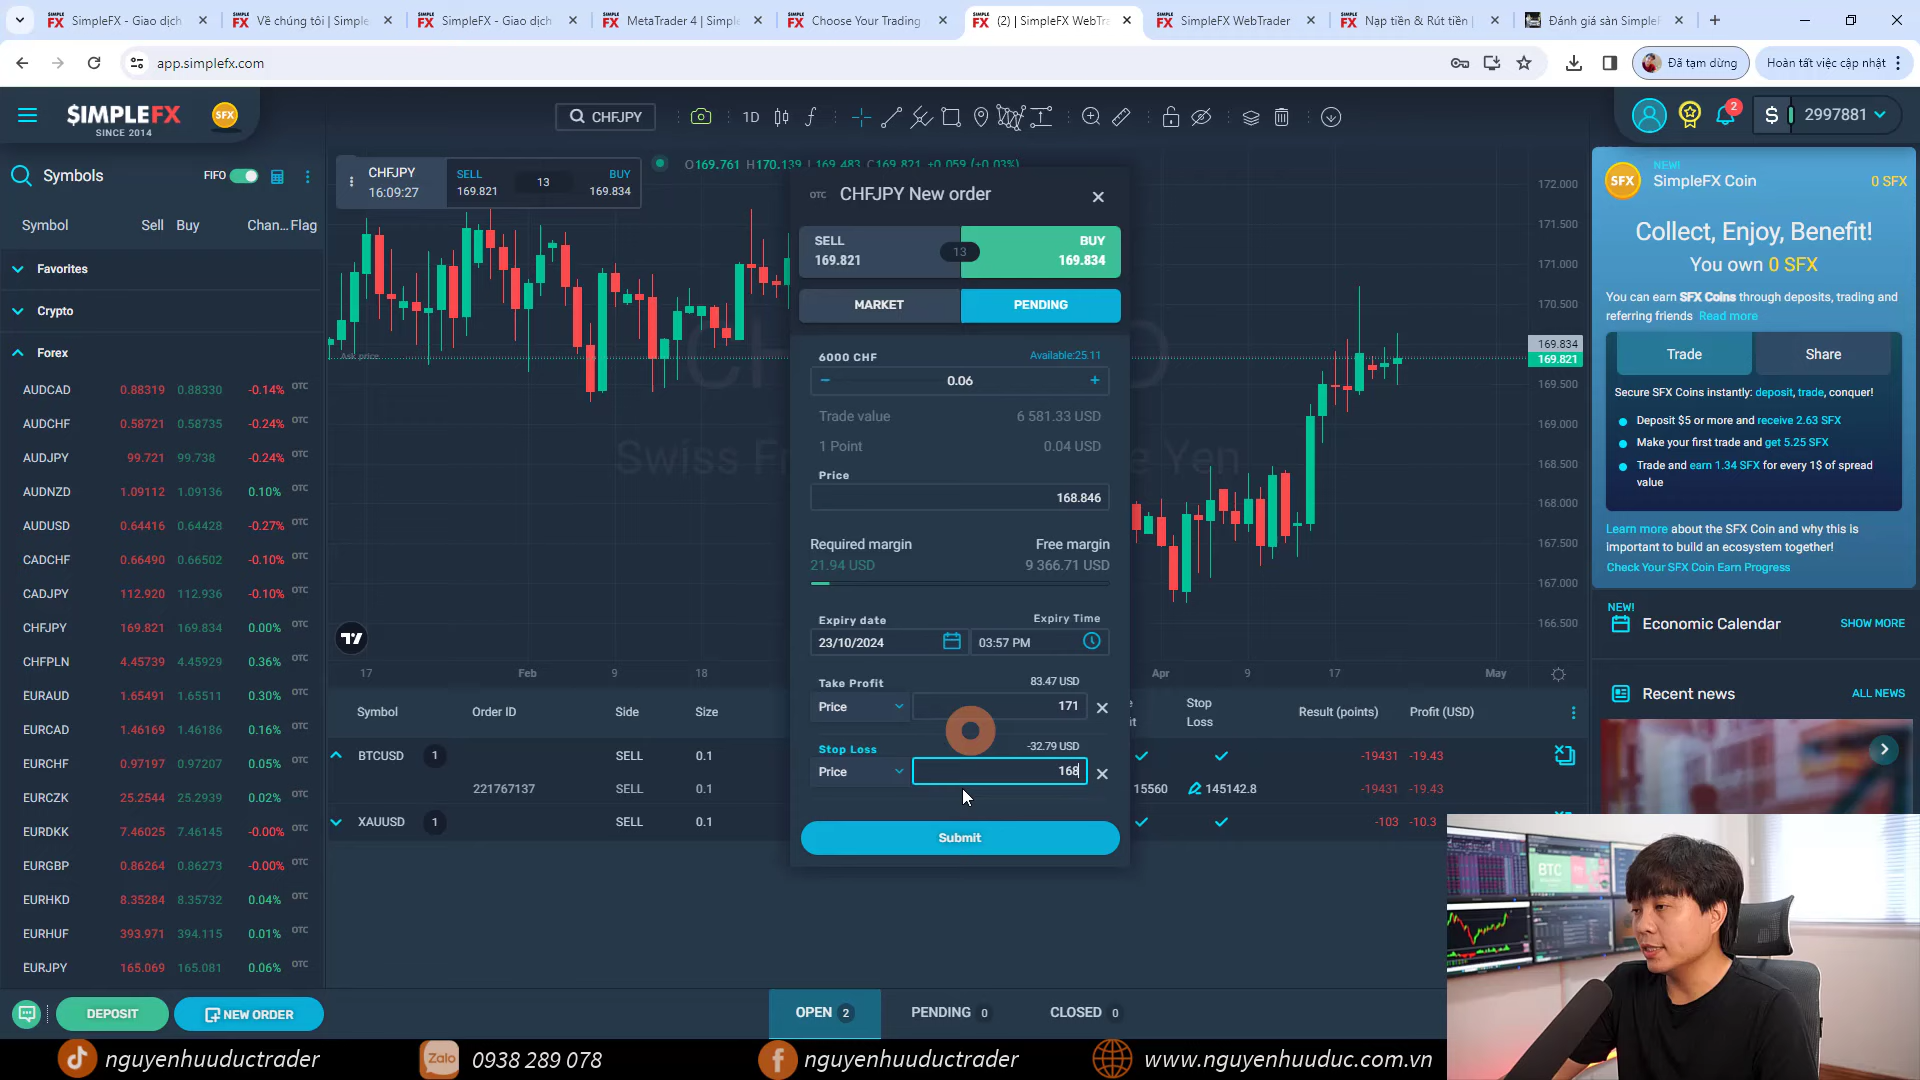 SimpleFX - Giao dịch
Về chúng tôi | Simple
SimpleFX - Giao dịch
MetaTrader 4 | Simple
Choose Your Trading
(2) | SimpleFX WebTra
SimpleFX WebTrader
Nạp tiền & Rút tiền |
Đánh giá sàn SimpleF
app.simplefx.com
Đã tạm dừng
Hoàn tất việc cập nhật
$IMPLEFX
SINCE 2014
SFX
CHFJPY
1D
2
$
2997881
Symbols
FIFO
Symbol Sell Buy Chan... Flag
Favorites
Crypto
Forex
AUDCAD 0.88319 0.88330 -0.14% OTC
AUDCHF 0.58721 0.58735 -0.24% OTC
AUDJPY 99.721 99.738 -0.24% OTC
AUDNZD 1.09112 1.09136 0.10% OTC
AUDUSD 0.64416 0.64428 -0.27% OTC
CADCHF 0.66490 0.66502 -0.10% OTC
CADJPY 112.920 112.936 -0.10% OTC
CHFJPY 169.821 169.834 0.00% OTC
CHFPLN 4.45739 4.45929 0.36% OTC
EURAUD 1.65491 1.65511 0.30% OTC
EURCAD 1.46169 1.46186 0.16% OTC
EURCHF 0.97197 0.97207 0.05% OTC
EURCZK 25.2544 25.2939 0.02% OTC
EURDKK 7.46025 7.46145 -0.00% OTC
EURGBP 0.86264 0.86273 -0.00% OTC
EURHKD 8.35284 8.35732 0.04% OTC
EURHUF 393.971 394.115 0.01% OTC
EURJPY 165.069 165.081 0.06% OTC
DEPOSIT
NEW ORDER
CHFJPY
16:09:27
SELL
169.821
13
BUY
169.834
O169.761 H170.139 L169.483 C169.821 +0.059 (+0.03%)
Ask price
172.000
171.500
171.000
170.500
169.834
169.821
169.500
169.000
168.500
168.000
167.500
167.000
166.500
17 Feb 9 18 Apr 9 17 May
OTC CHFJPY New order
SELL
169.821
13
BUY
169.834
MARKET
PENDING
6000 CHF
Available:25.11
0.06
Trade value 6 581.33 USD
1 Point 0.04 USD
Price
168.846
Required margin Free margin
21.94 USD 9 366.71 USD
Expiry date Expiry Time
23/10/2024 03:57 PM
Take Profit 83.47 USD
Price 171
Stop Loss -32.79 USD
Price 168
Submit
Symbol Order ID Side Size Stop Loss Result (points) Profit (USD)
BTCUSD 1 SELL 0.1 -19431 -19.43
221767137 SELL 0.1 15560 145142.8 -19431 -19.43
XAUUSD 1 SELL 0.1 -103 -10.3
OPEN 2
PENDING 0
CLOSED 0
NEW!
SFX
SimpleFX Coin
0 SFX
Collect, Enjoy, Benefit!
You own 0 SFX
You can earn SFX Coins through deposits, trading and
referring friends Read more
Trade
Share
Secure SFX Coins instantly: deposit, trade, conquer!
Deposit $5 or more and receive 2.63 SFX
Make your first trade and get 5.25 SFX
Trade and earn 1.34 SFX for every 1$ of spread
value
Learn more about the SFX Coin and why this is
important to build an ecosystem together!
Check Your SFX Coin Earn Progress
NEW!
Economic Calendar
SHOW MORE
Recent news
ALL NEWS
BTC
nguyenhuuductrader
Zalo
0938 289 078
nguyenhuuductrader
www.nguyenhuuduc.com.vn